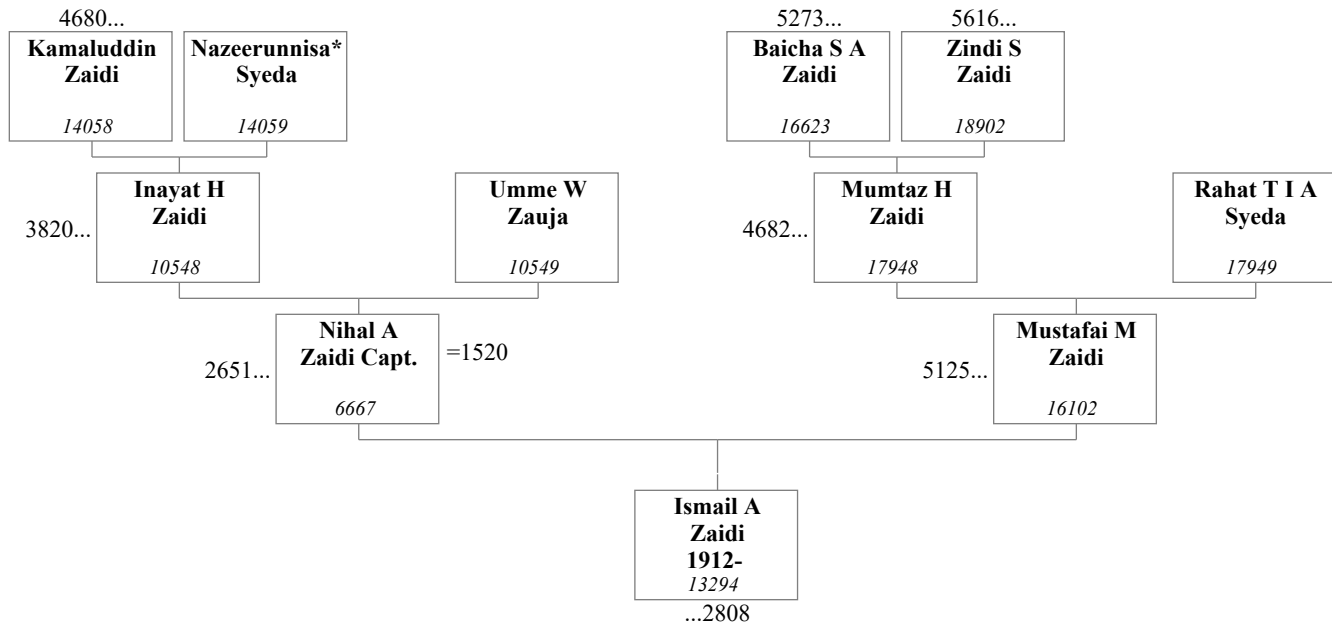 4680...
5273...
5616...
Kamaluddin
Zaidi
14058
Nazeerunnisa*
Syeda
14059
Baicha S A
Zaidi
16623
Zindi S
Zaidi
18902
3820...
Inayat H
Zaidi
10548
Umme W
Zauja
10549
4682...
Mumtaz H
Zaidi
17948
Rahat T I A
Syeda
17949
2651...
Nihal A
Zaidi Capt.
6667
=1520
5125...
Mustafai M
Zaidi
16102
Ismail A
Zaidi
1912-
13294
...2808